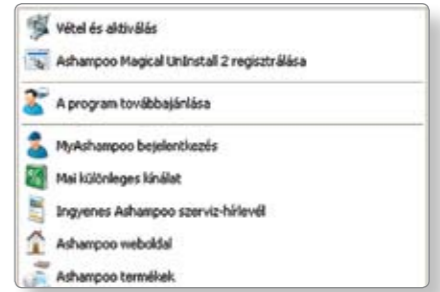 Vétel és aktiválás
Ashampoo Magical UnInstall 2 regisztrálása
A program továbbajánlása
MyAshampoo bejelentkezés
Mai különleges kínálat
Ingyenes Ashampoo szerviz-hírlevél
Ashampoo weboldal
Ashampoo termékek